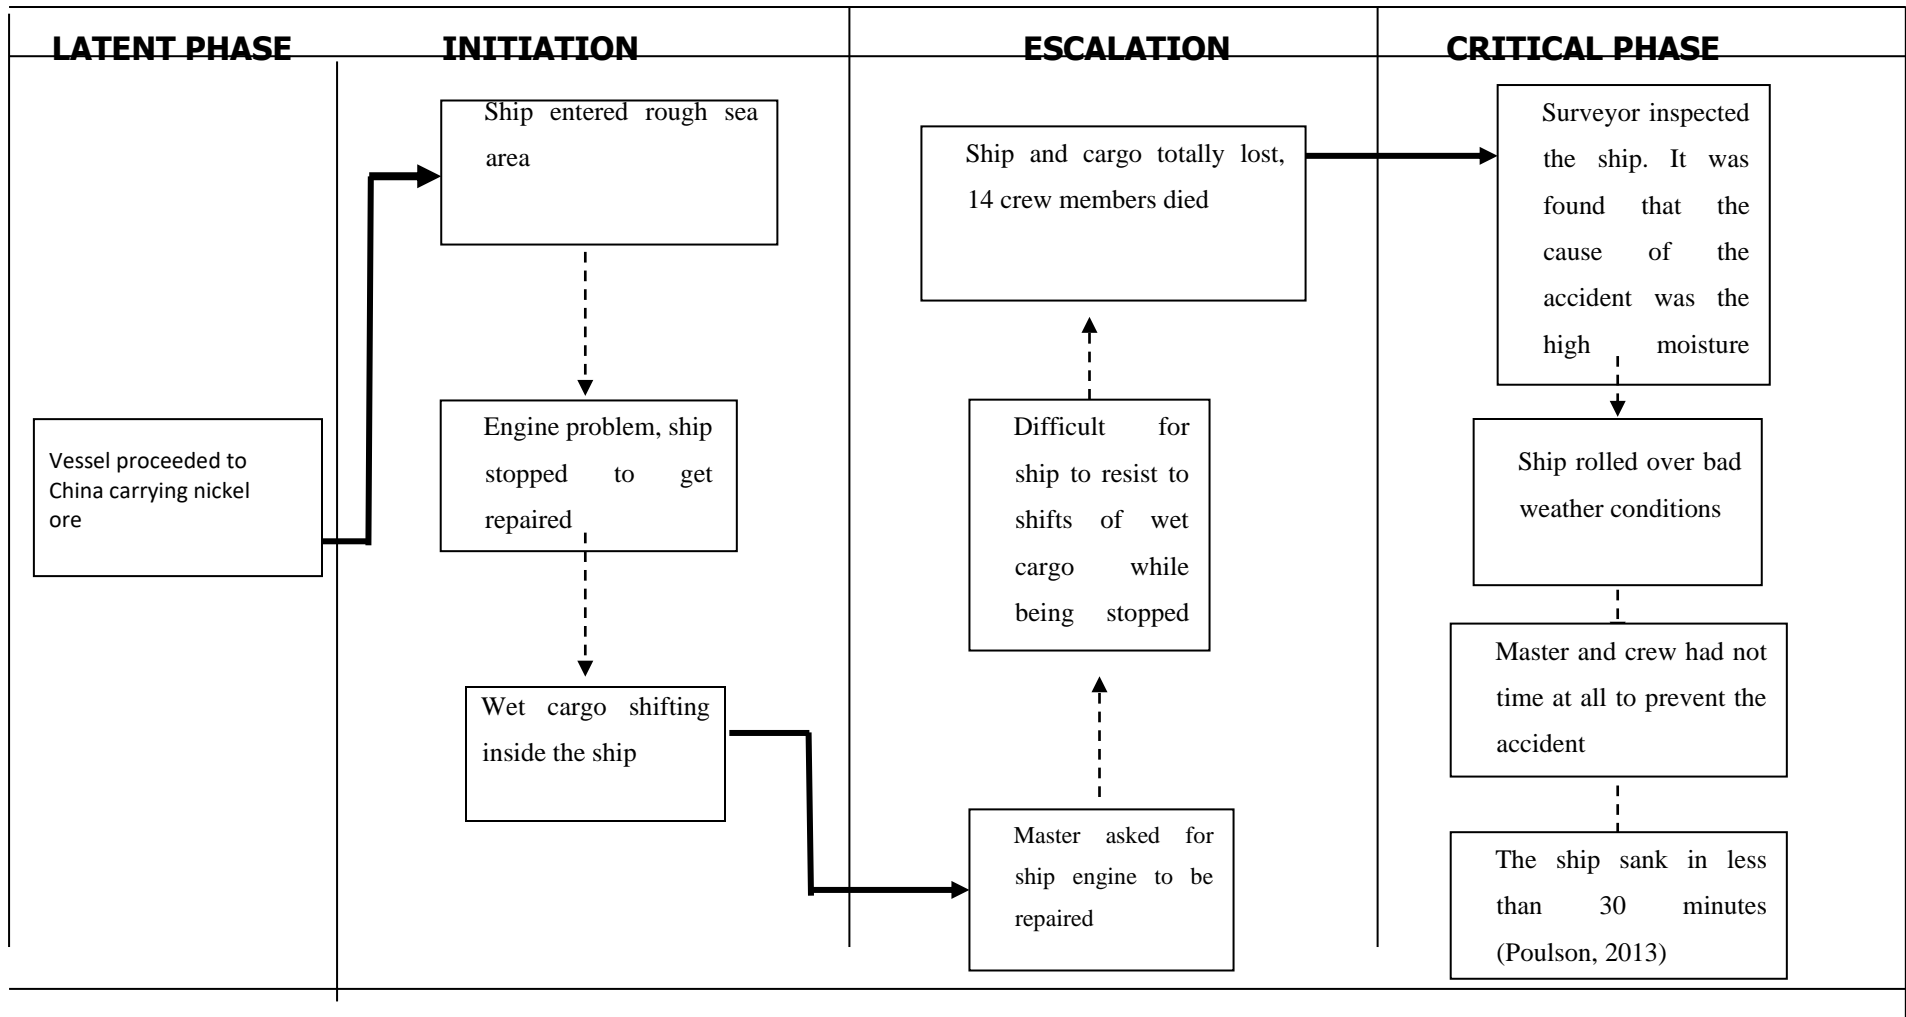 LATENT PHASE
INITIATION
ESCALATION
CRITICAL PHASE
Vessel proceeded to
China carrying nickel
ore
Ship entered rough sea
area
Engine problem, ship
stopped to get
repaired
Wet cargo shifting
inside the ship
Master asked for
ship engine to be
repaired
Difficult for
ship to resist to
shifts of wet
cargo while
being stopped
Ship and cargo totally lost,
14 crew members died
Surveyor inspected
the ship. It was
found that the
cause of the
accident was the
high moisture
Ship rolled over bad
weather conditions
Master and crew had not
time at all to prevent the
accident
The ship sank in less
than 30 minutes
(Poulson, 2013)